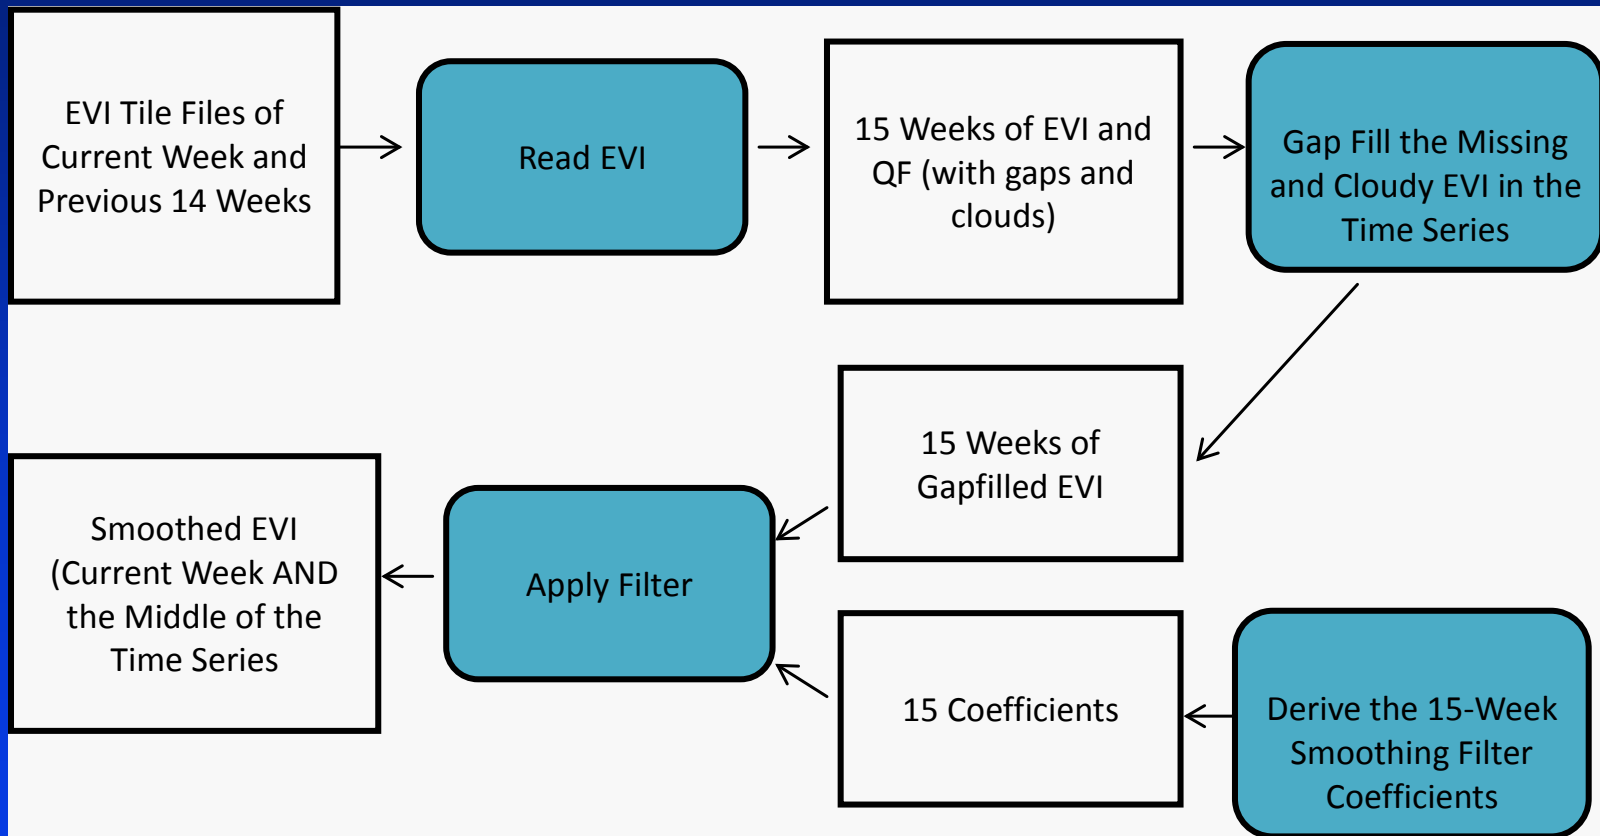 EVI Tile Files of
Current Week and
Previous 14 Weeks
Read EVI
15 Weeks of EVI and
QF (with gaps and
clouds)
Gap Fill the Missing
and Cloudy EVI in the
Time Series
15 Weeks of
Gapfilled EVI
Smoothed EVI
(Current Week AND
the Middle of the
Time Series
Apply Filter
15 Coefficients
Derive the 15-Week
Smoothing Filter
Coefficients